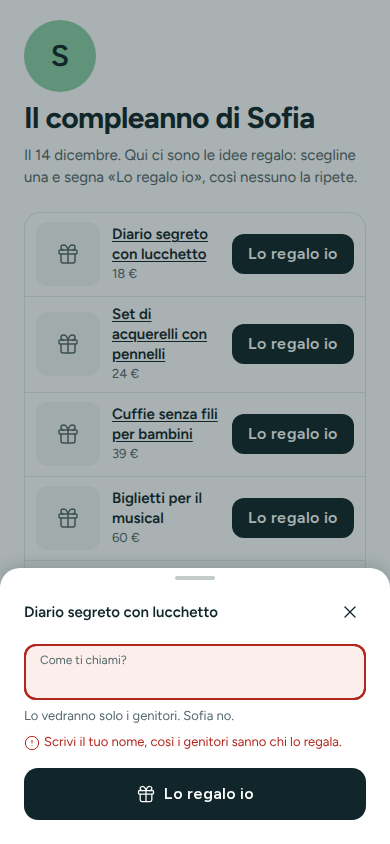 S
Il compleanno di Sofia
Il 14 dicembre. Qui ci sono le idee regalo: scegline
una e segna «Lo regalo io», così nessuno la ripete.
Diario segreto
con lucchetto
18 €
Lo regalo io
Set di
acquerelli con
pennelli
24 €
Lo regalo io
Cuffie senza fili
per bambini
39 €
Lo regalo io
Biglietti per il
musical
60 €
Lo regalo io
Diario segreto con lucchetto
Come ti chiami?
Lo vedranno solo i genitori. Sofia no.
Scrivi il tuo nome, così i genitori sanno chi lo regala.
Lo regalo io